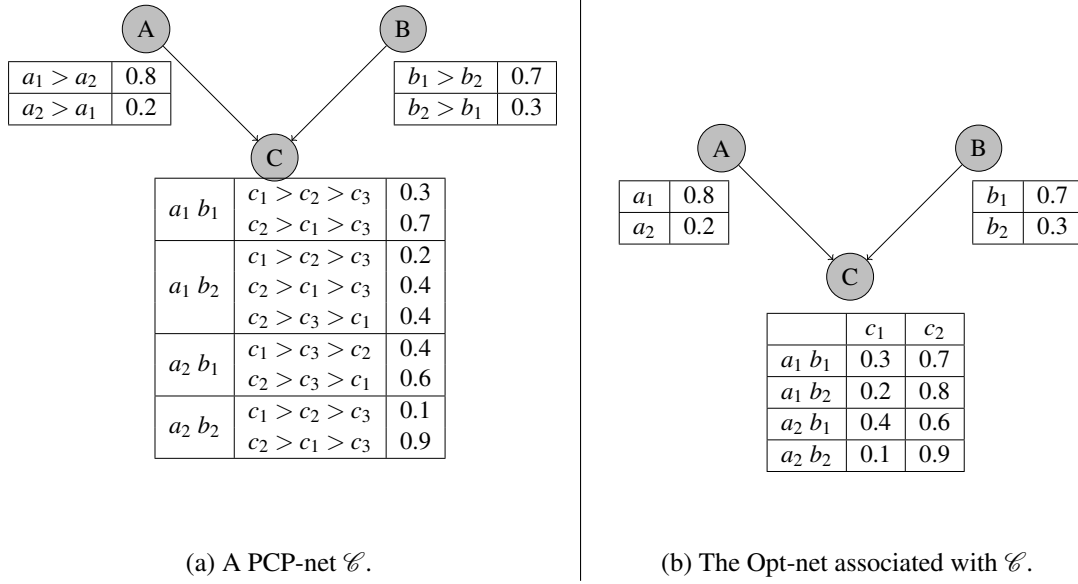 A
B
a₁ > a₂ 0.8
a₂ > a₁ 0.2
b₁ > b₂ 0.7
b₂ > b₁ 0.3
C
a₁ b₁ c₁ > c₂ > c₃ 0.3
c₂ > c₁ > c₃ 0.7
a₁ b₂ c₁ > c₂ > c₃ 0.2
c₂ > c₁ > c₃ 0.4
c₂ > c₃ > c₁ 0.4
a₂ b₁ c₁ > c₃ > c₂ 0.4
c₂ > c₃ > c₁ 0.6
a₂ b₂ c₁ > c₂ > c₃ 0.1
c₂ > c₁ > c₃ 0.9
(a) A PCP-net 𝒞.
A
B
a₁ 0.8
a₂ 0.2
b₁ 0.7
b₂ 0.3
C
c₁ c₂
a₁ b₁ 0.3 0.7
a₁ b₂ 0.2 0.8
a₂ b₁ 0.4 0.6
a₂ b₂ 0.1 0.9
(b) The Opt-net associated with 𝒞.